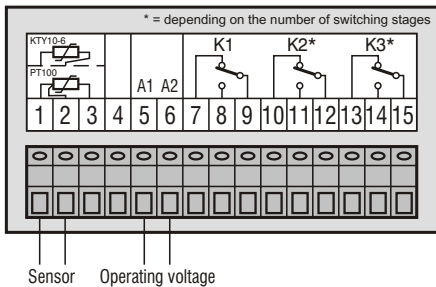 * = depending on the number of switching stages
KTY10-6 K1 K2* K3*
PT100
A1 A2
1 2 3 4 5 6 7 8 9 10 11 12 13 14 15
Sensor Operating voltage